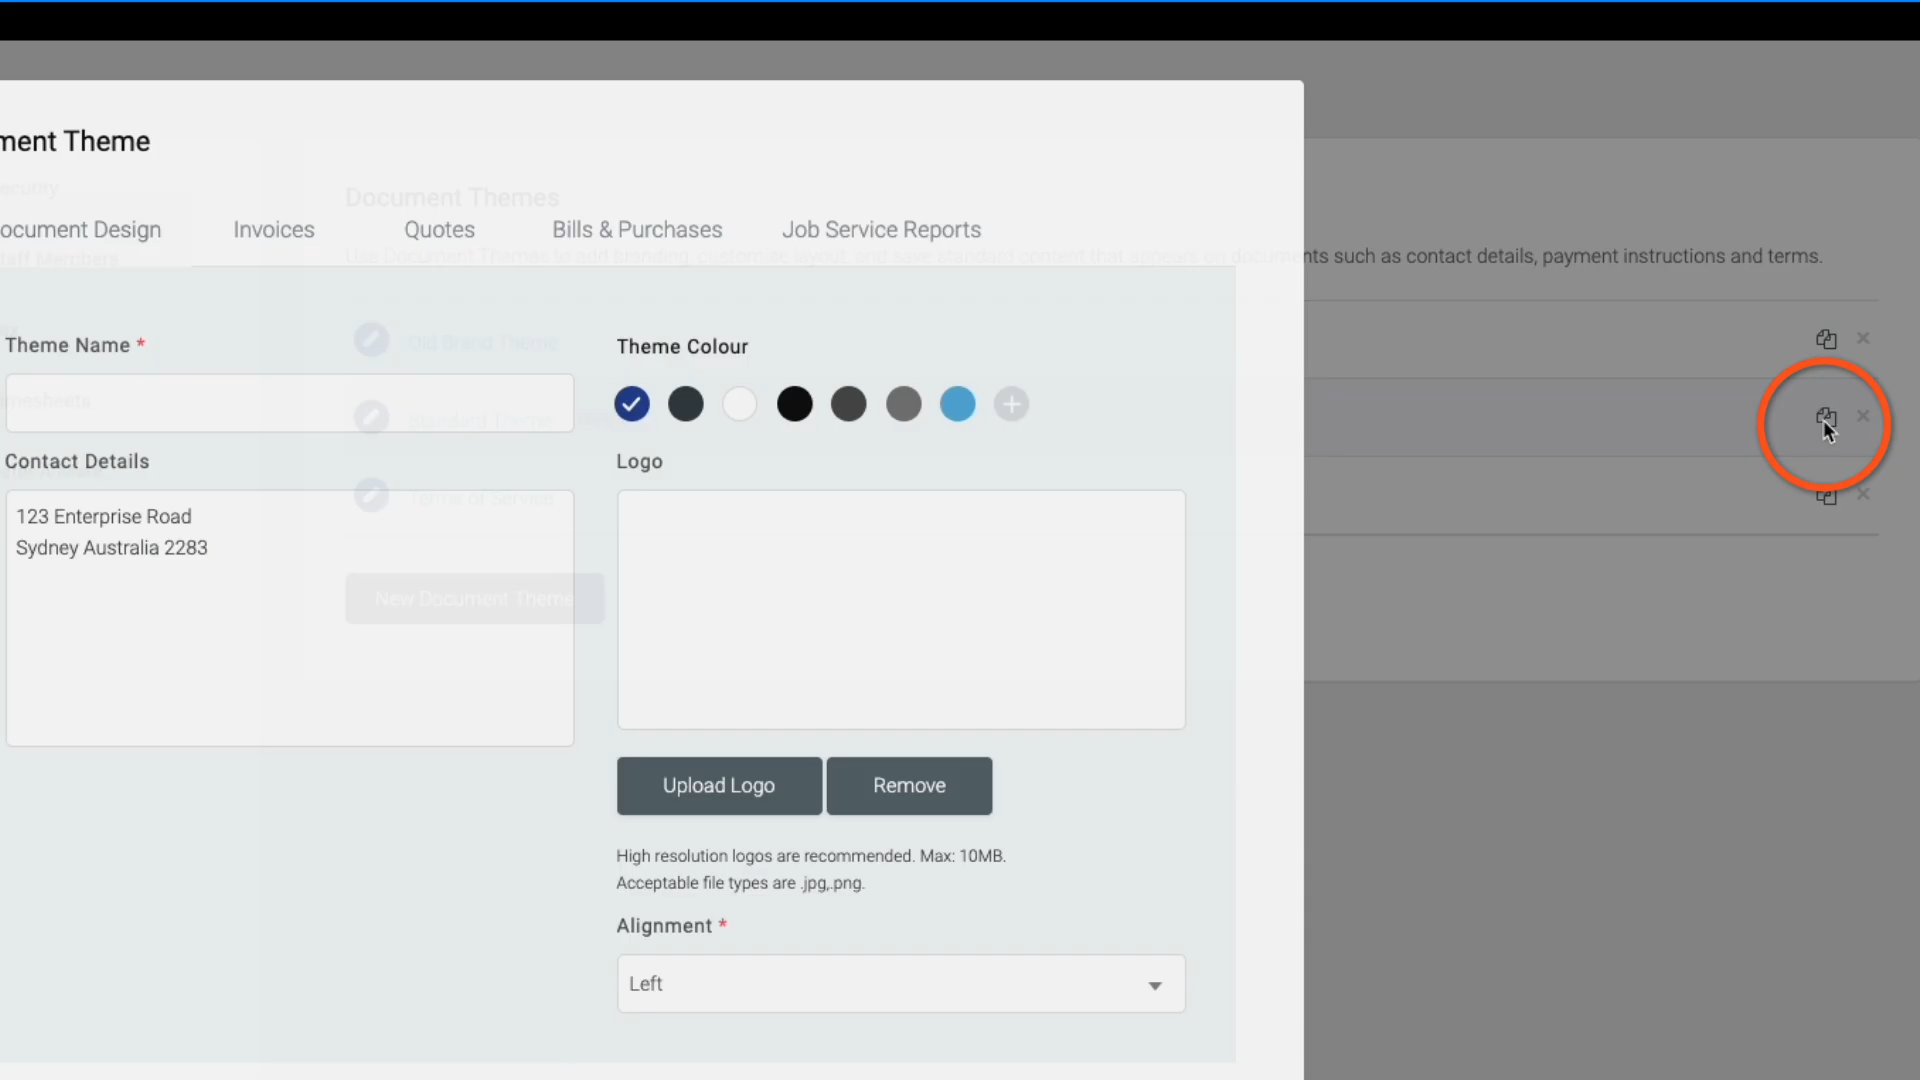 ment Theme
ecurity
Document Themes
ocument Design
Invoices
Quotes
Bills & Purchases
Job Service Reports
taff Members
Use Document Themes to add branding, customise layout, and save standard content that appears on documents such as contact details, payment instructions and terms.
Theme Name *
Old Brand Theme
Theme Colour
mesheets
Standard Theme
Contact Details
Logo
Terms of Service
123 Enterprise Road
Sydney Australia 2283
New Document Theme
Upload Logo
Remove
High resolution logos are recommended. Max: 10MB.
Acceptable file types are .jpg,.png.
Alignment *
Left